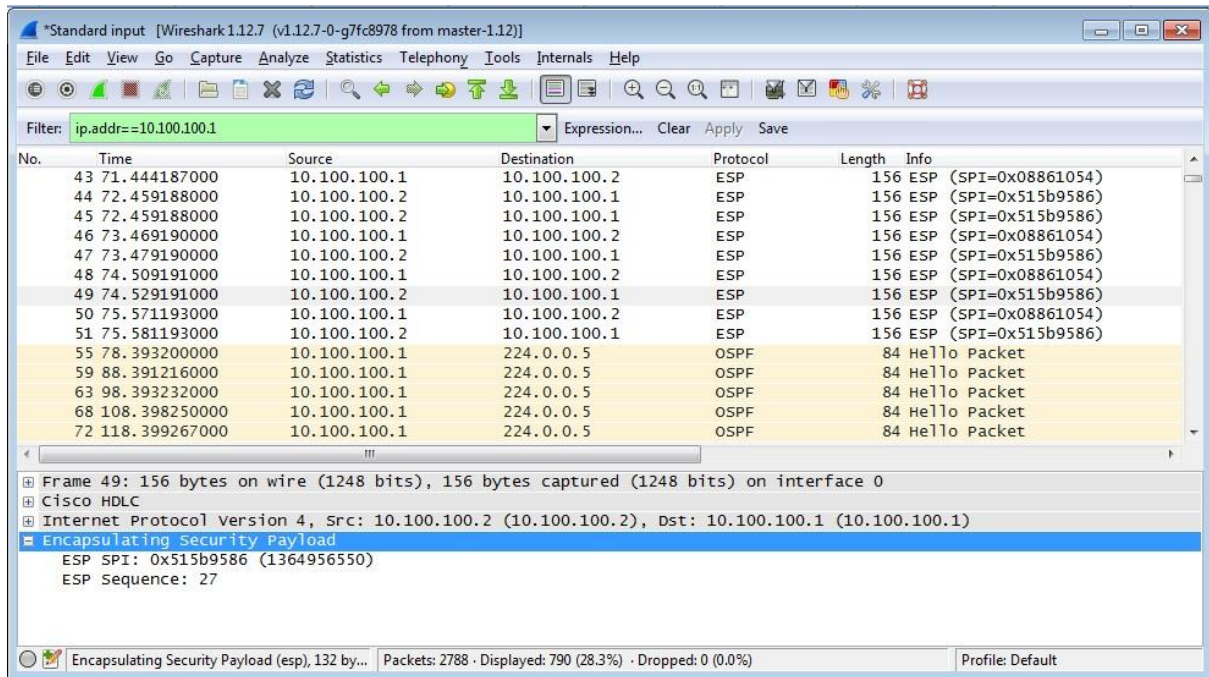 *Standard input [Wireshark 1.12.7 (v1.12.7-0-g7fc8978 from master-1.12)]
File Edit View Go Capture Analyze Statistics Telephony Tools Internals Help
Filter: ip.addr==10.100.100.1 Expression... Clear Apply Save
No. Time Source Destination Protocol Length Info
43 71.444187000 10.100.100.1 10.100.100.2 ESP 156 ESP (SPI=0x08861054)
44 72.459188000 10.100.100.2 10.100.100.1 ESP 156 ESP (SPI=0x515b9586)
45 72.459188000 10.100.100.2 10.100.100.1 ESP 156 ESP (SPI=0x515b9586)
46 73.469190000 10.100.100.1 10.100.100.2 ESP 156 ESP (SPI=0x08861054)
47 73.479190000 10.100.100.2 10.100.100.1 ESP 156 ESP (SPI=0x515b9586)
48 74.509191000 10.100.100.1 10.100.100.2 ESP 156 ESP (SPI=0x08861054)
49 74.529191000 10.100.100.2 10.100.100.1 ESP 156 ESP (SPI=0x515b9586)
50 75.571193000 10.100.100.1 10.100.100.2 ESP 156 ESP (SPI=0x08861054)
51 75.581193000 10.100.100.2 10.100.100.1 ESP 156 ESP (SPI=0x515b9586)
55 78.393200000 10.100.100.1 224.0.0.5 OSPF 84 Hello Packet
59 88.391216000 10.100.100.1 224.0.0.5 OSPF 84 Hello Packet
63 98.393232000 10.100.100.1 224.0.0.5 OSPF 84 Hello Packet
68 108.398250000 10.100.100.1 224.0.0.5 OSPF 84 Hello Packet
72 118.399267000 10.100.100.1 224.0.0.5 OSPF 84 Hello Packet
Frame 49: 156 bytes on wire (1248 bits), 156 bytes captured (1248 bits) on interface 0
Cisco HDLC
Internet Protocol Version 4, Src: 10.100.100.2 (10.100.100.2), Dst: 10.100.100.1 (10.100.100.1)
Encapsulating Security Payload
ESP SPI: 0x515b9586 (1364956550)
ESP Sequence: 27
Encapsulating Security Payload (esp), 132 by... Packets: 2788 · Displayed: 790 (28.3%) · Dropped: 0 (0.0%) Profile: Default